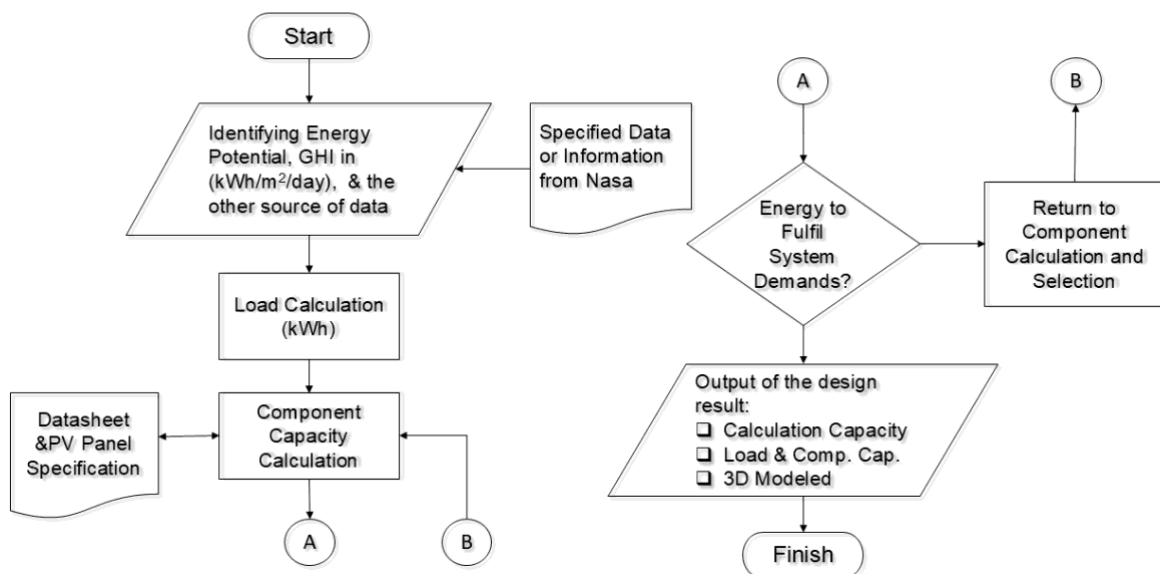 Start
Identifying Energy
Potential, GHI in
(kWh/m²/day),  & the
other source of data
Specified Data
or Information
from Nasa
Load Calculation
(kWh)
Datasheet
&PV Panel
Specification
Component
Capacity
Calculation
A
B
A
B
Energy to
Fulfil
System
Demands?
Return to
Component
Calculation and
Selection
Output of the design
result:
❑ Calculation Capacity
❑ Load & Comp. Cap.
❑ 3D Modeled
Finish